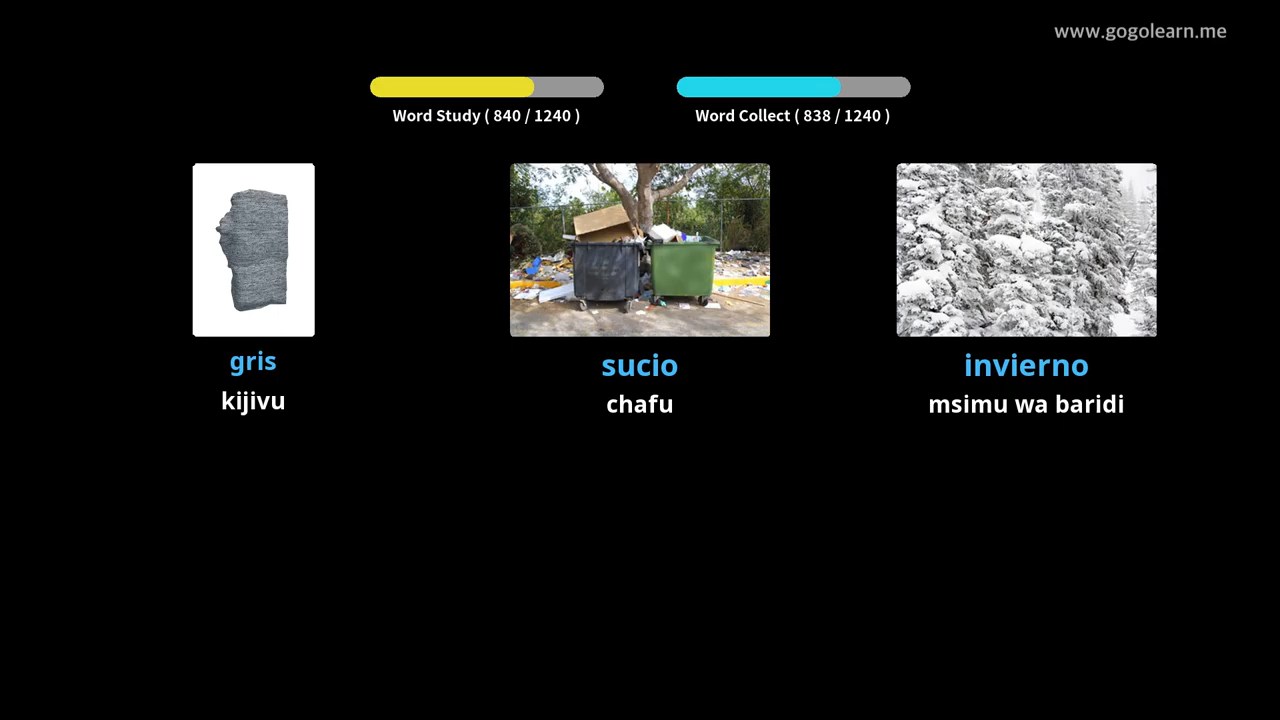 www.gogolearn.me
Word Study ( 840 / 1240 )
Word Collect ( 838 / 1240 )
gris
kijivu
sucio
chafu
invierno
msimu wa baridi